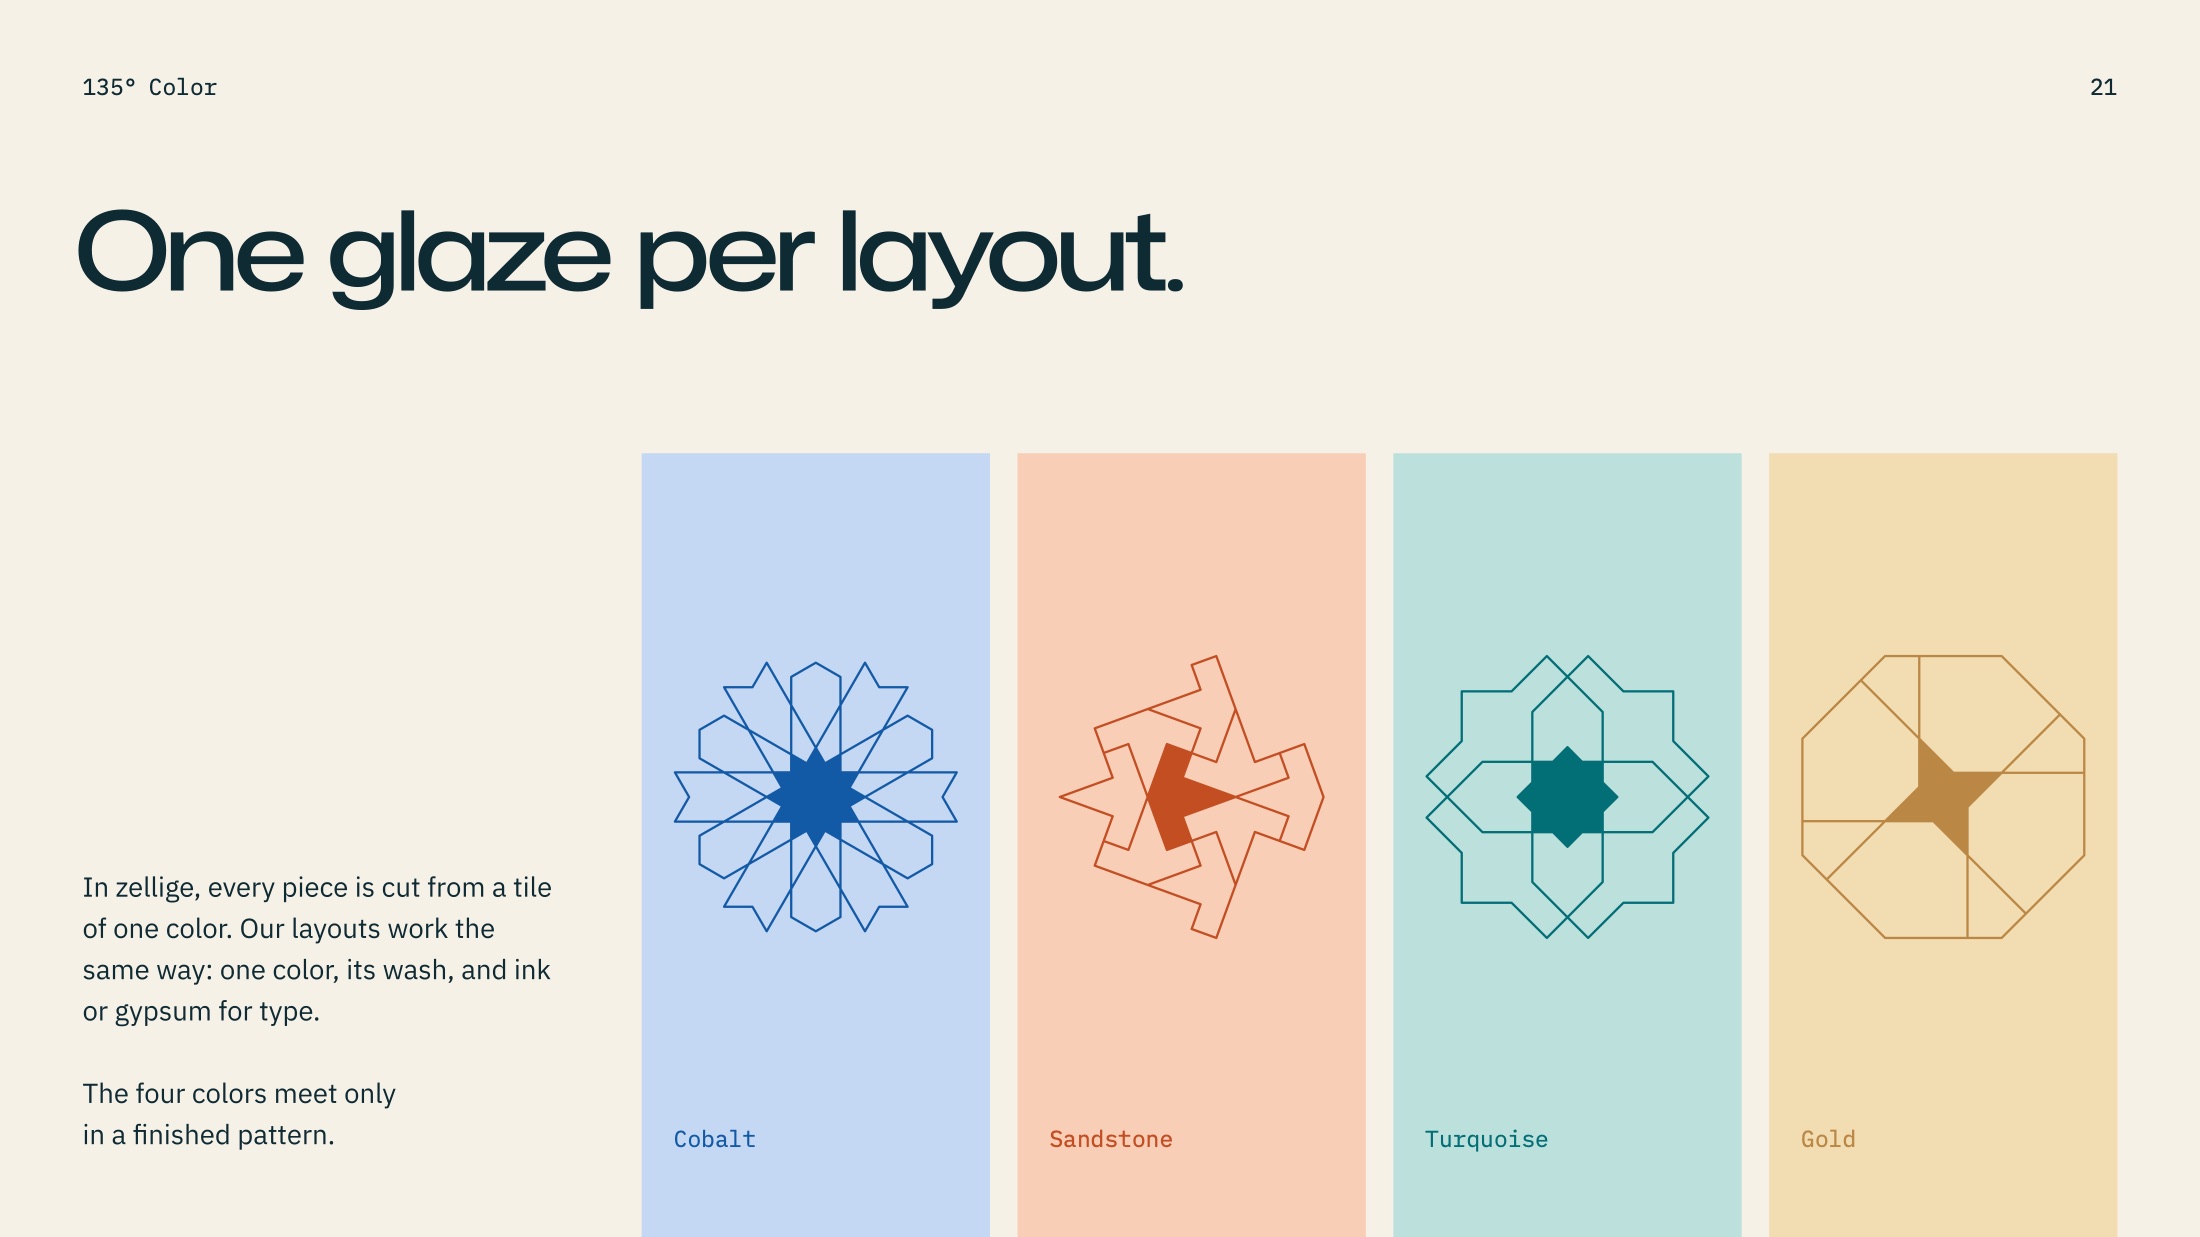 135° Color
21
One glaze per layout.
In zellige, every piece is cut from a tile
of one color. Our layouts work the
same way: one color, its wash, and ink
or gypsum for type.
The four colors meet only
in a finished pattern.
Cobalt
Sandstone
Turquoise
Gold